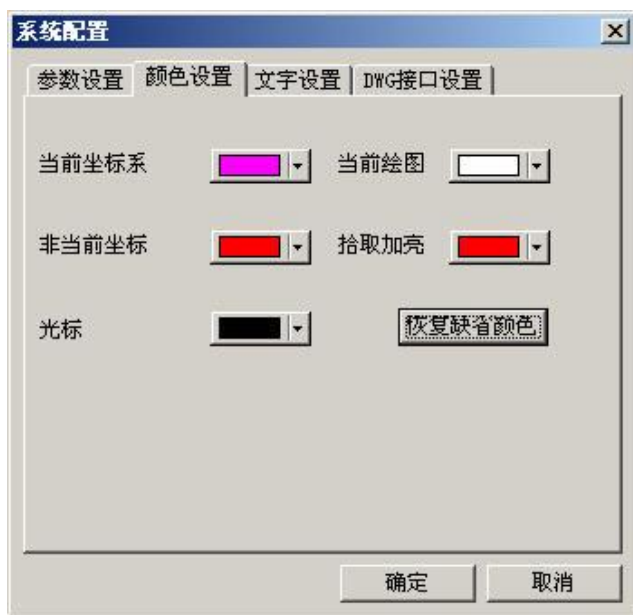 系统配置
参数设置 颜色设置 文字设置 DWG接口设置
当前坐标系 当前绘图
非当前坐标 拾取加亮
光标 恢复缺省颜色
确定 取消